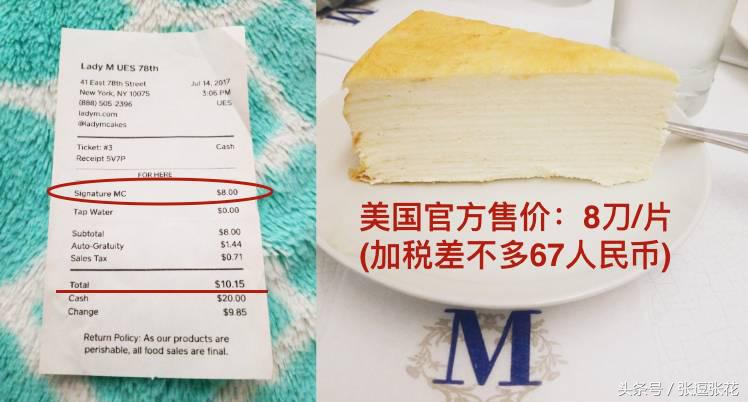 Lady M UES 78th
41 East 78th Street Jul 14, 2017
New York, NY 10075 3:06 PM
(888) 505-2396 UES
ladym.com
@ladymcakes
Ticket: #3 Cash
Receipt 5V7P
FOR HERE
Signature MC $8.00
Tap Water $0.00
Subtotal $8.00
Auto-Gratuity $1.44
Sales Tax $0.71
Total $10.15
Cash $20.00
Change $9.85
Return Policy: As our products are
perishable, all food sales are final.
美国官方售价：8刀/片
(加税差不多67人民币)
M
头条号 / 张逗张花